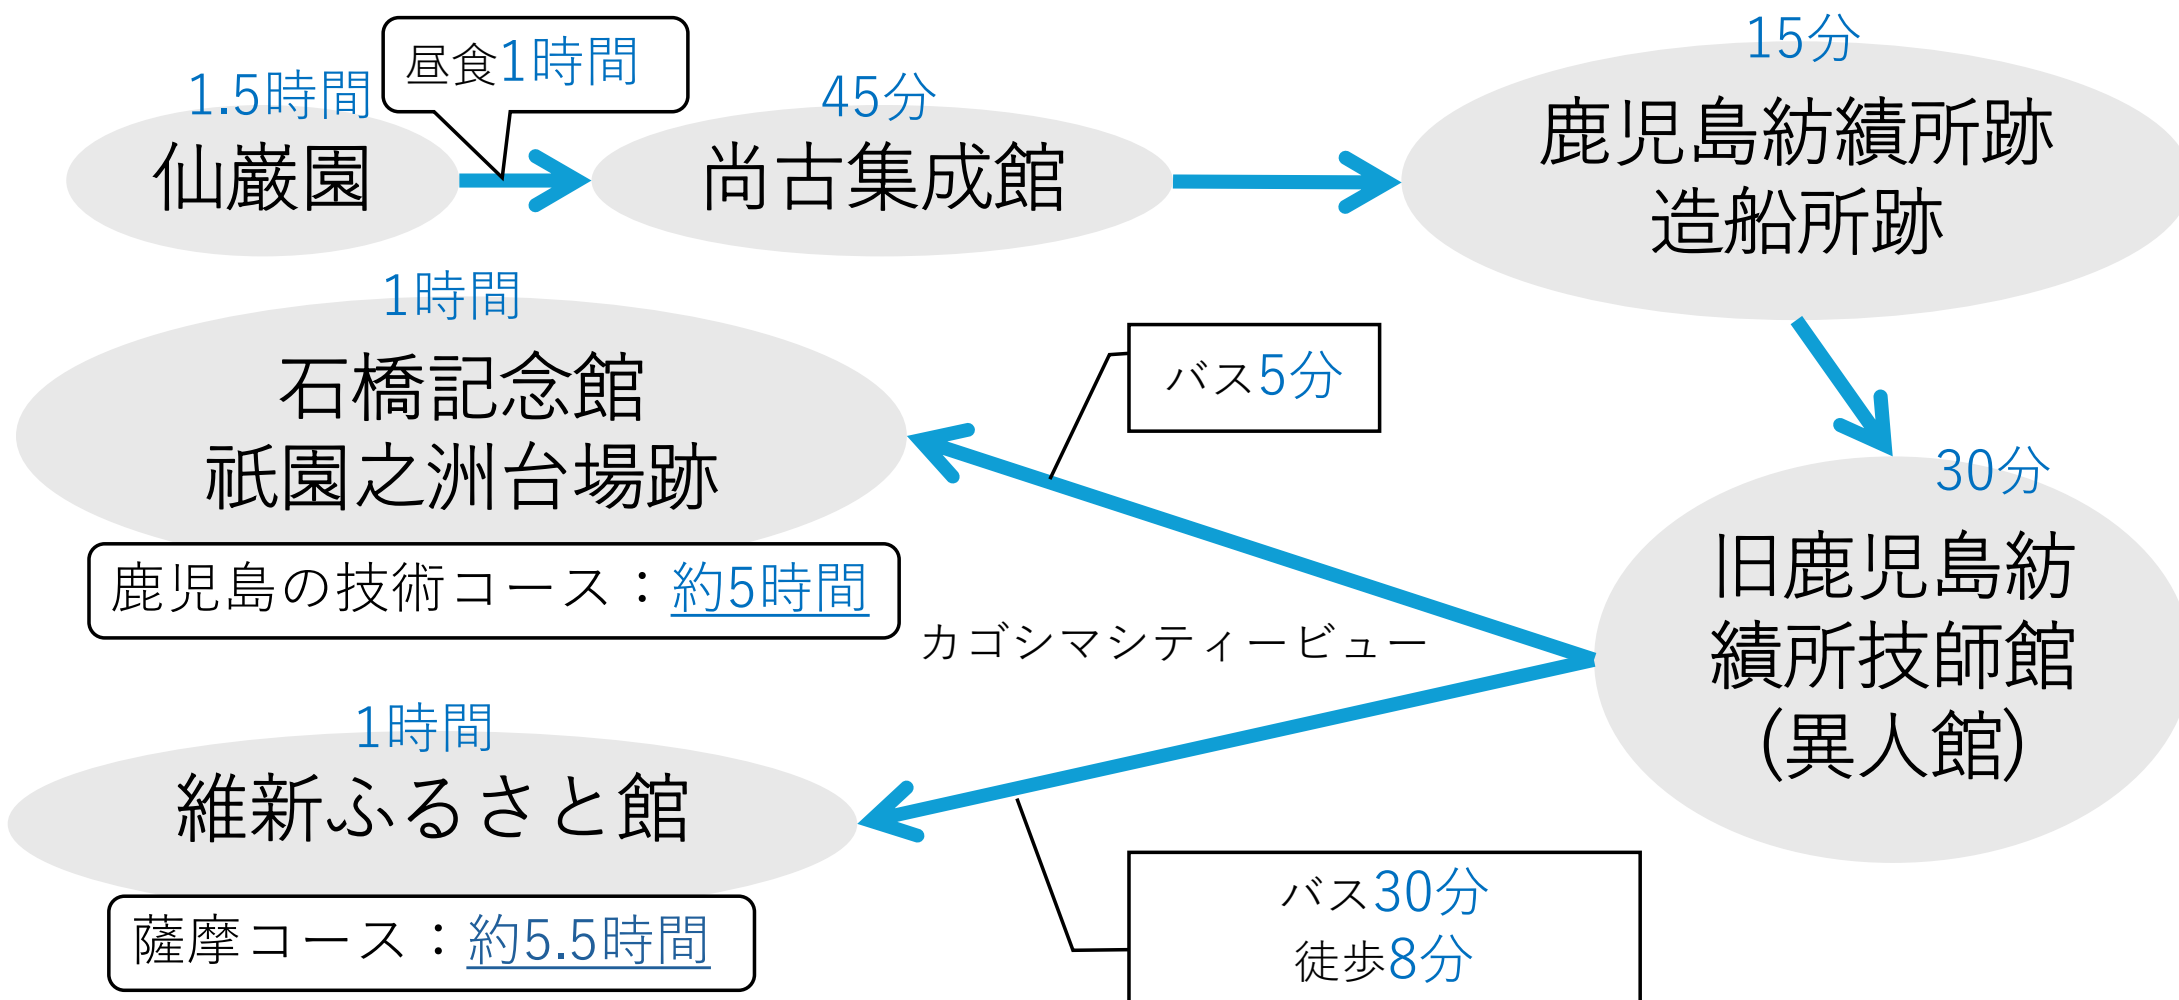 1.5時間
仙巌園
昼食1時間
45分
尚古集成館
15分
鹿児島紡績所跡
造船所跡
30分
旧鹿児島紡
績所技師館
(異人館)
バス5分
1時間
石橋記念館
祇園之洲台場跡
鹿児島の技術コース：約5時間
カゴシマシティービュー
1時間
維新ふるさと館
薩摩コース：約5.5時間
バス30分
徒歩8分